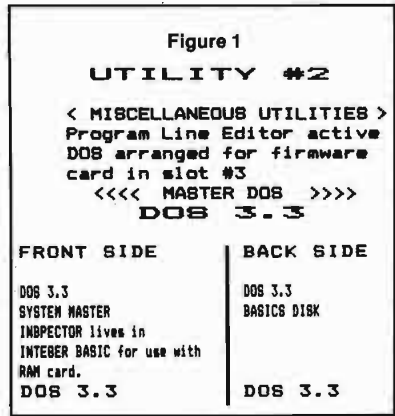 Figure 1
UTILITY #2
< MISCELLANEOUS UTILITIES >
Program Line Editor active
DOS arranged for firmware
card in slot #3
<<<< MASTER DOS >>>>
DOS 3.3
FRONT SIDE
DOS 3.3
SYSTEM MASTER
INSPECTOR lives in
INTEGER BASIC for use with
RAM card.
DOS 3.3
BACK SIDE
DOS 3.3
BASICS DISK
DOS 3.3